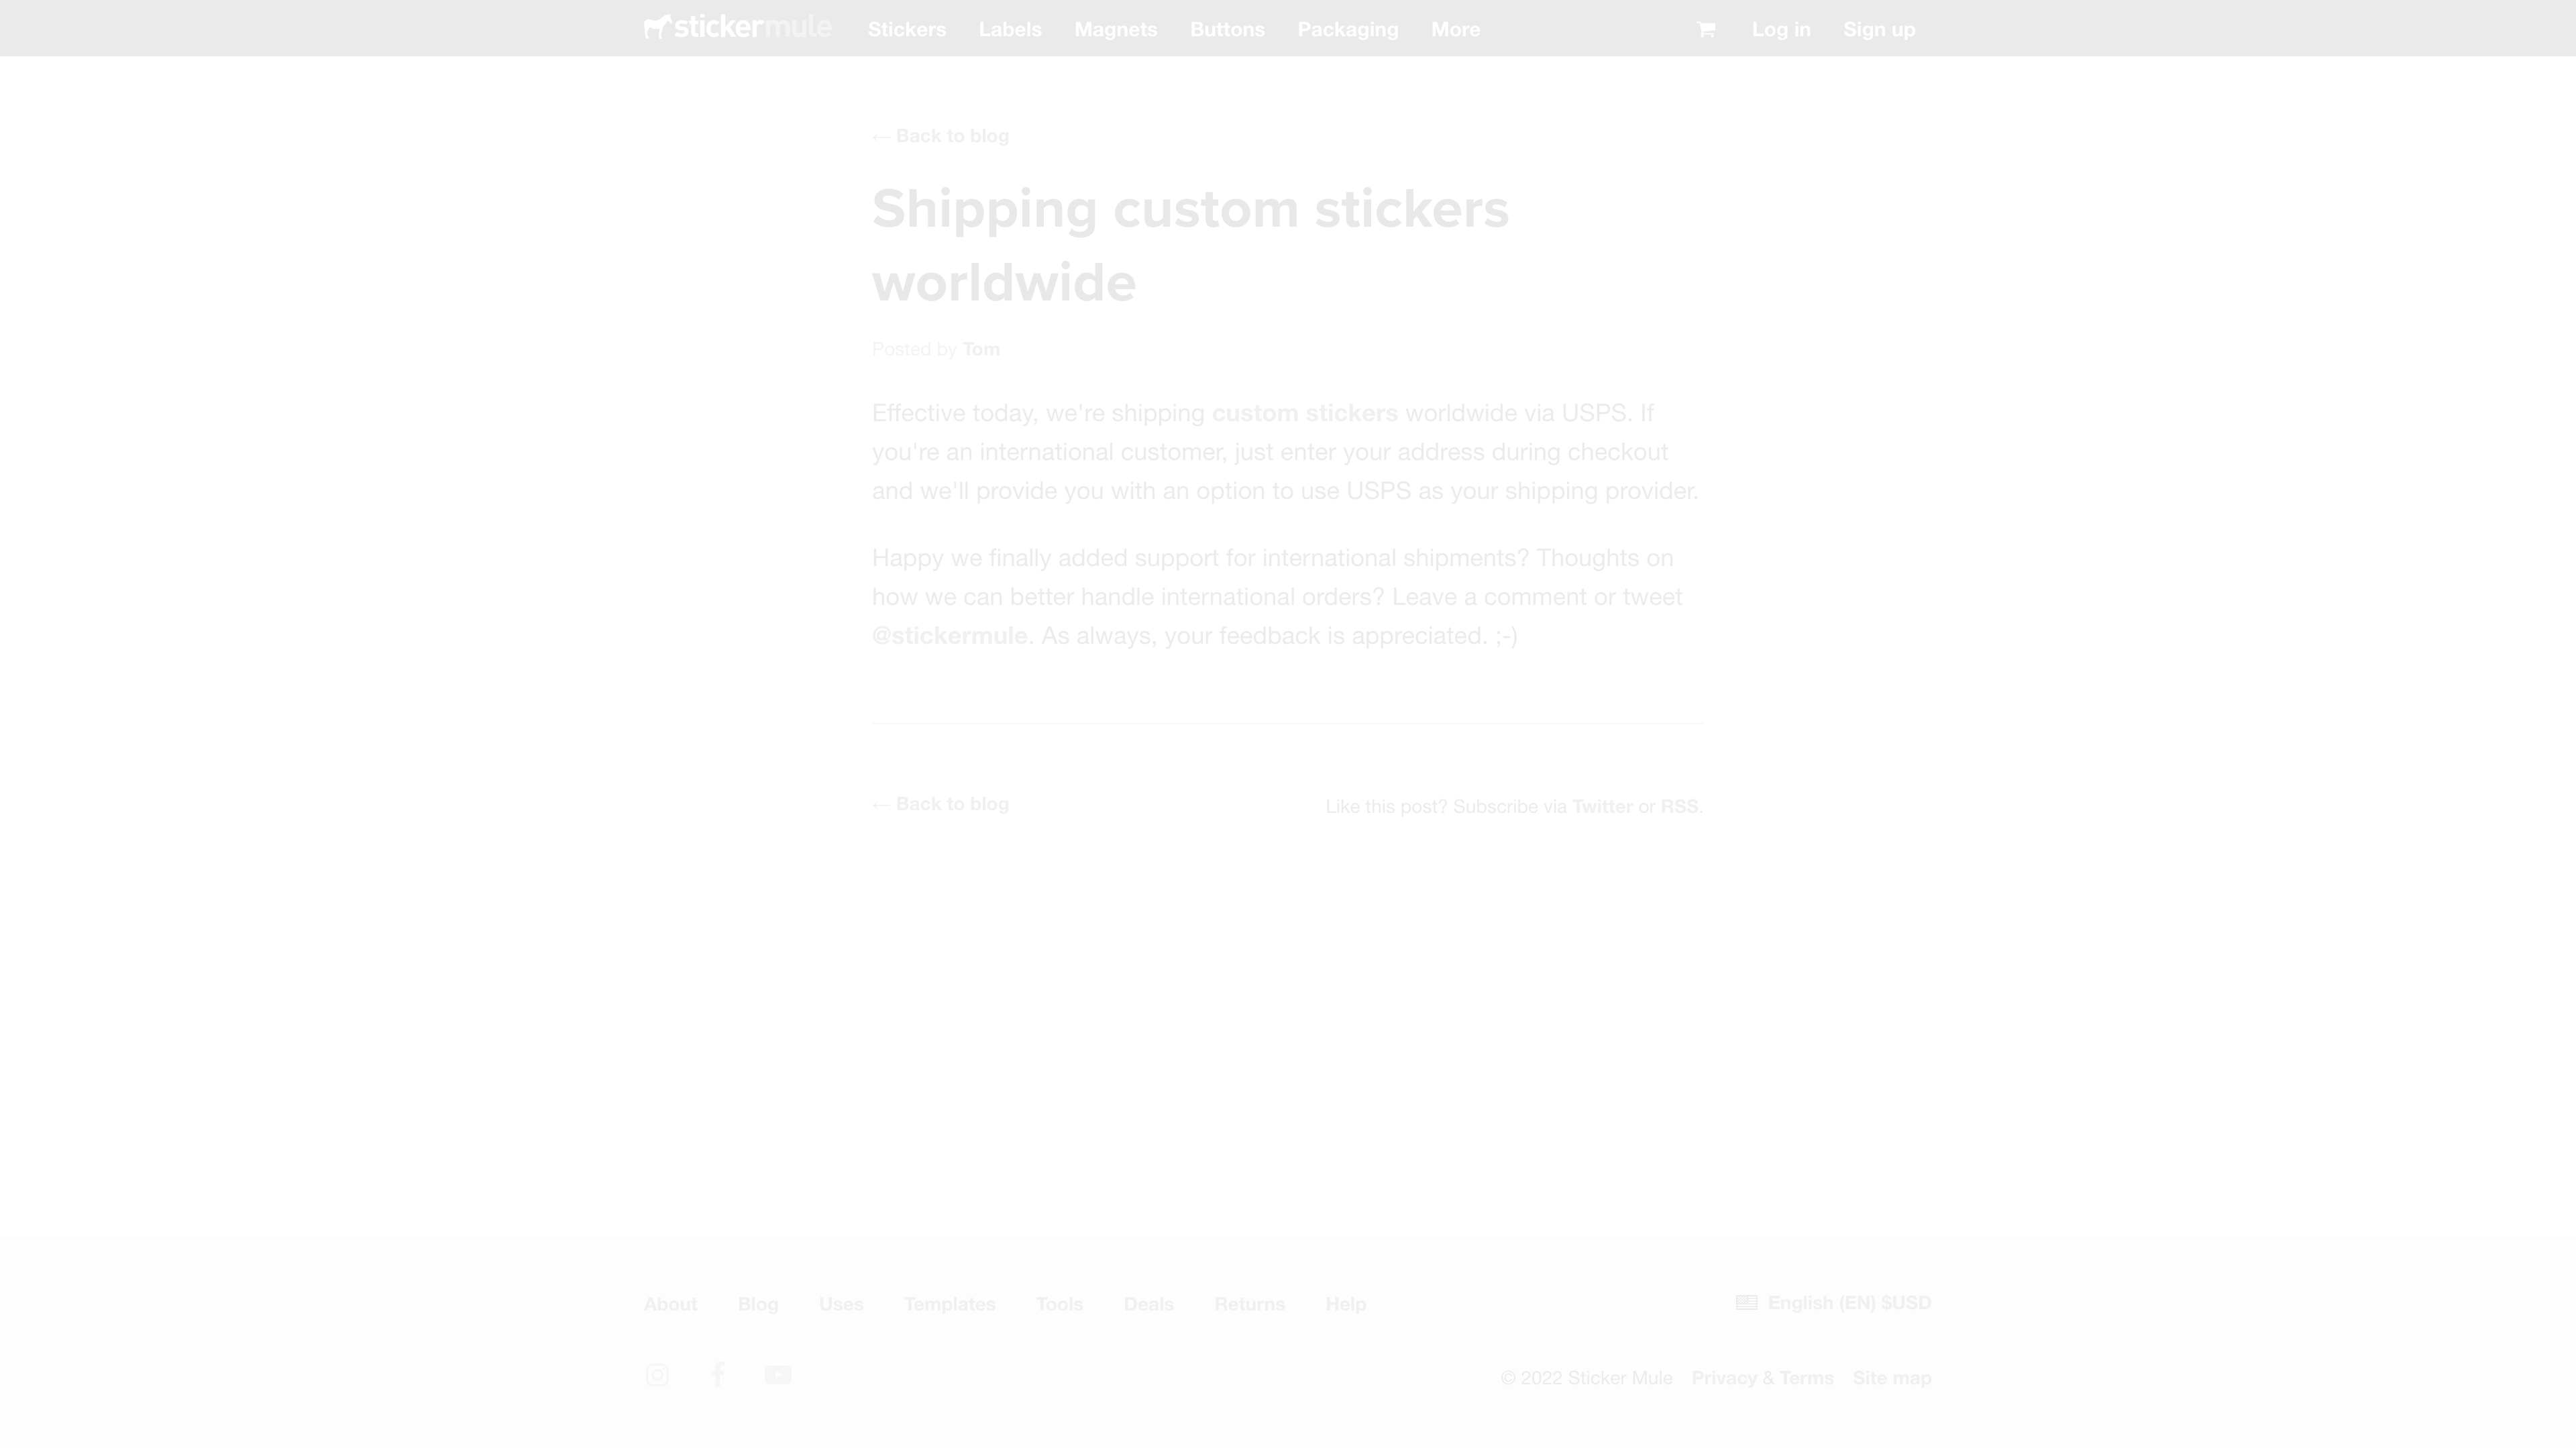 stickermule Stickers Labels Magnets Buttons Packaging More Log in Sign up
← Back to blog
Shipping custom stickers
worldwide
Posted by Tom
Effective today, we're shipping custom stickers worldwide via USPS. If
you're an international customer, just enter your address during checkout
and we'll provide you with an option to use USPS as your shipping provider.
Happy we finally added support for international shipments? Thoughts on
how we can better handle international orders? Leave a comment or tweet
@stickermule. As always, your feedback is appreciated. ;-)
← Back to blog Like this post? Subscribe via Twitter or RSS.
About Blog Uses Templates Tools Deals Returns Help English (EN) $USD
© 2022 Sticker Mule Privacy & Terms Site map